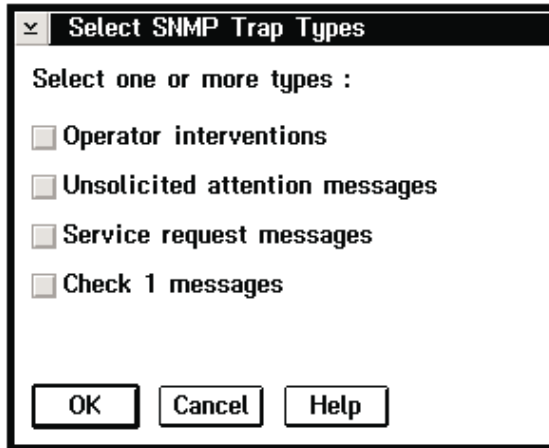 Select SNMP Trap Types
Select one or more types :
Operator interventions
Unsolicited attention messages
Service request messages
Check 1 messages
OK Cancel Help